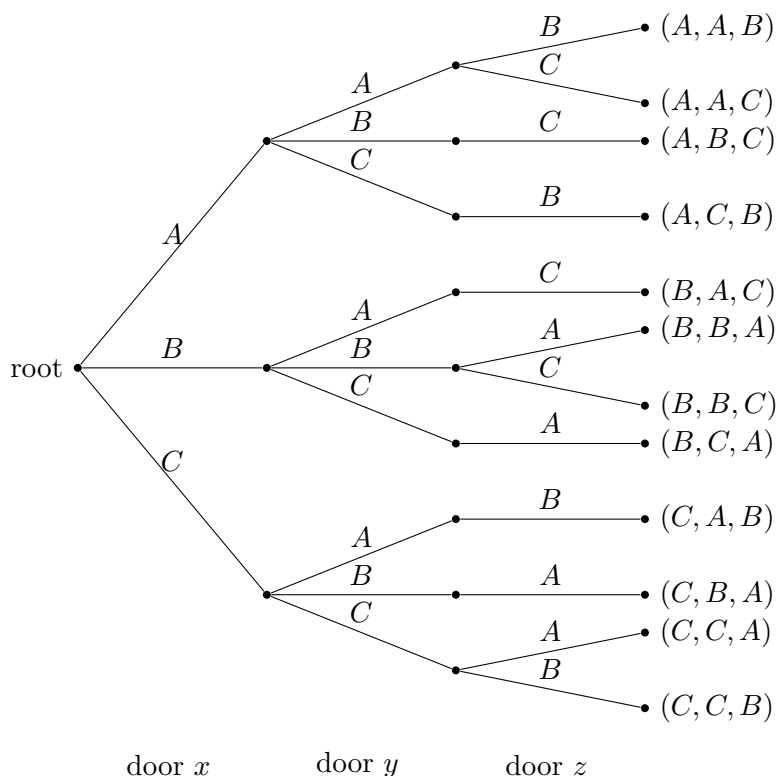 B
(A, A, B)
C
A
(A, A, C)
B
C
(A, B, C)
C
B
(A, C, B)
A
C
(B, A, C)
A
A
(B, B, A)
root
B
B
C
C
(B, B, C)
A
(B, C, A)
C
B
(C, A, B)
A
B
A
(C, B, A)
C
A
(C, C, A)
B
(C, C, B)
door x
door y
door z